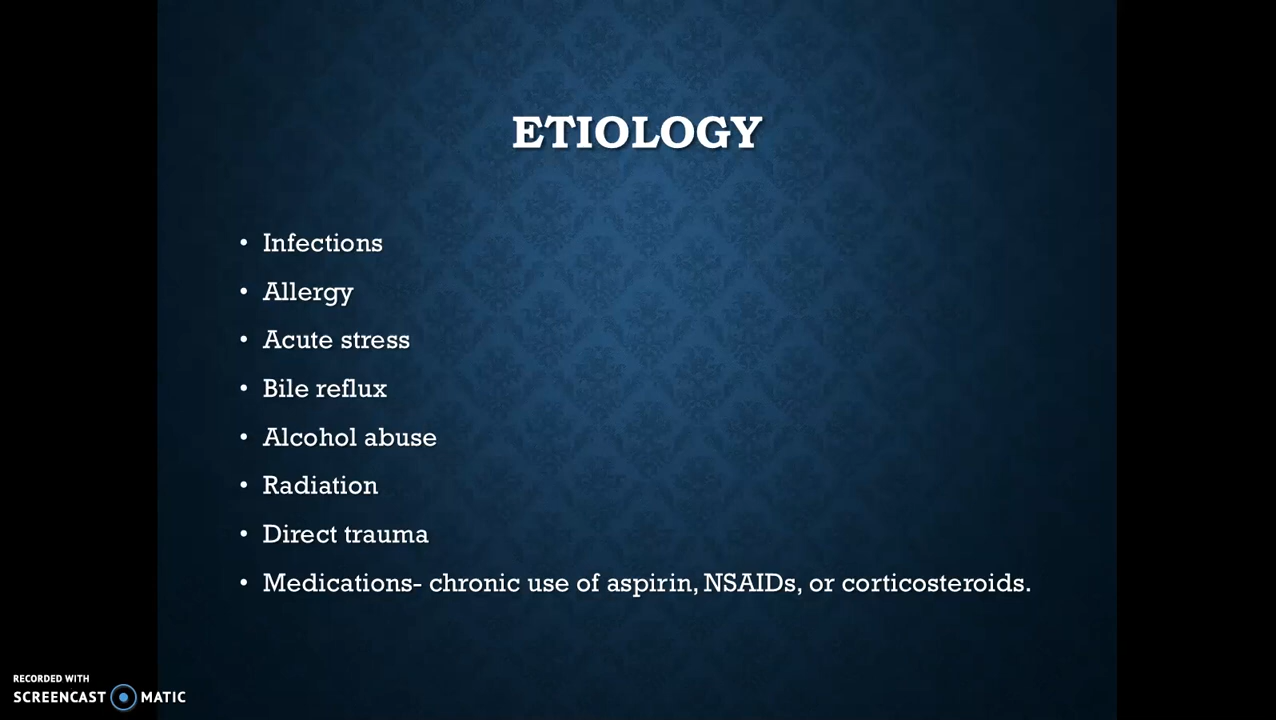 ETIOLOGY
• Infections
• Allergy
• Acute stress
• Bile reflux
• Alcohol abuse
• Radiation
• Direct trauma
• Medications- chronic use of aspirin, NSAIDs, or corticosteroids.
RECORDED WITH
SCREENCAST MATIC